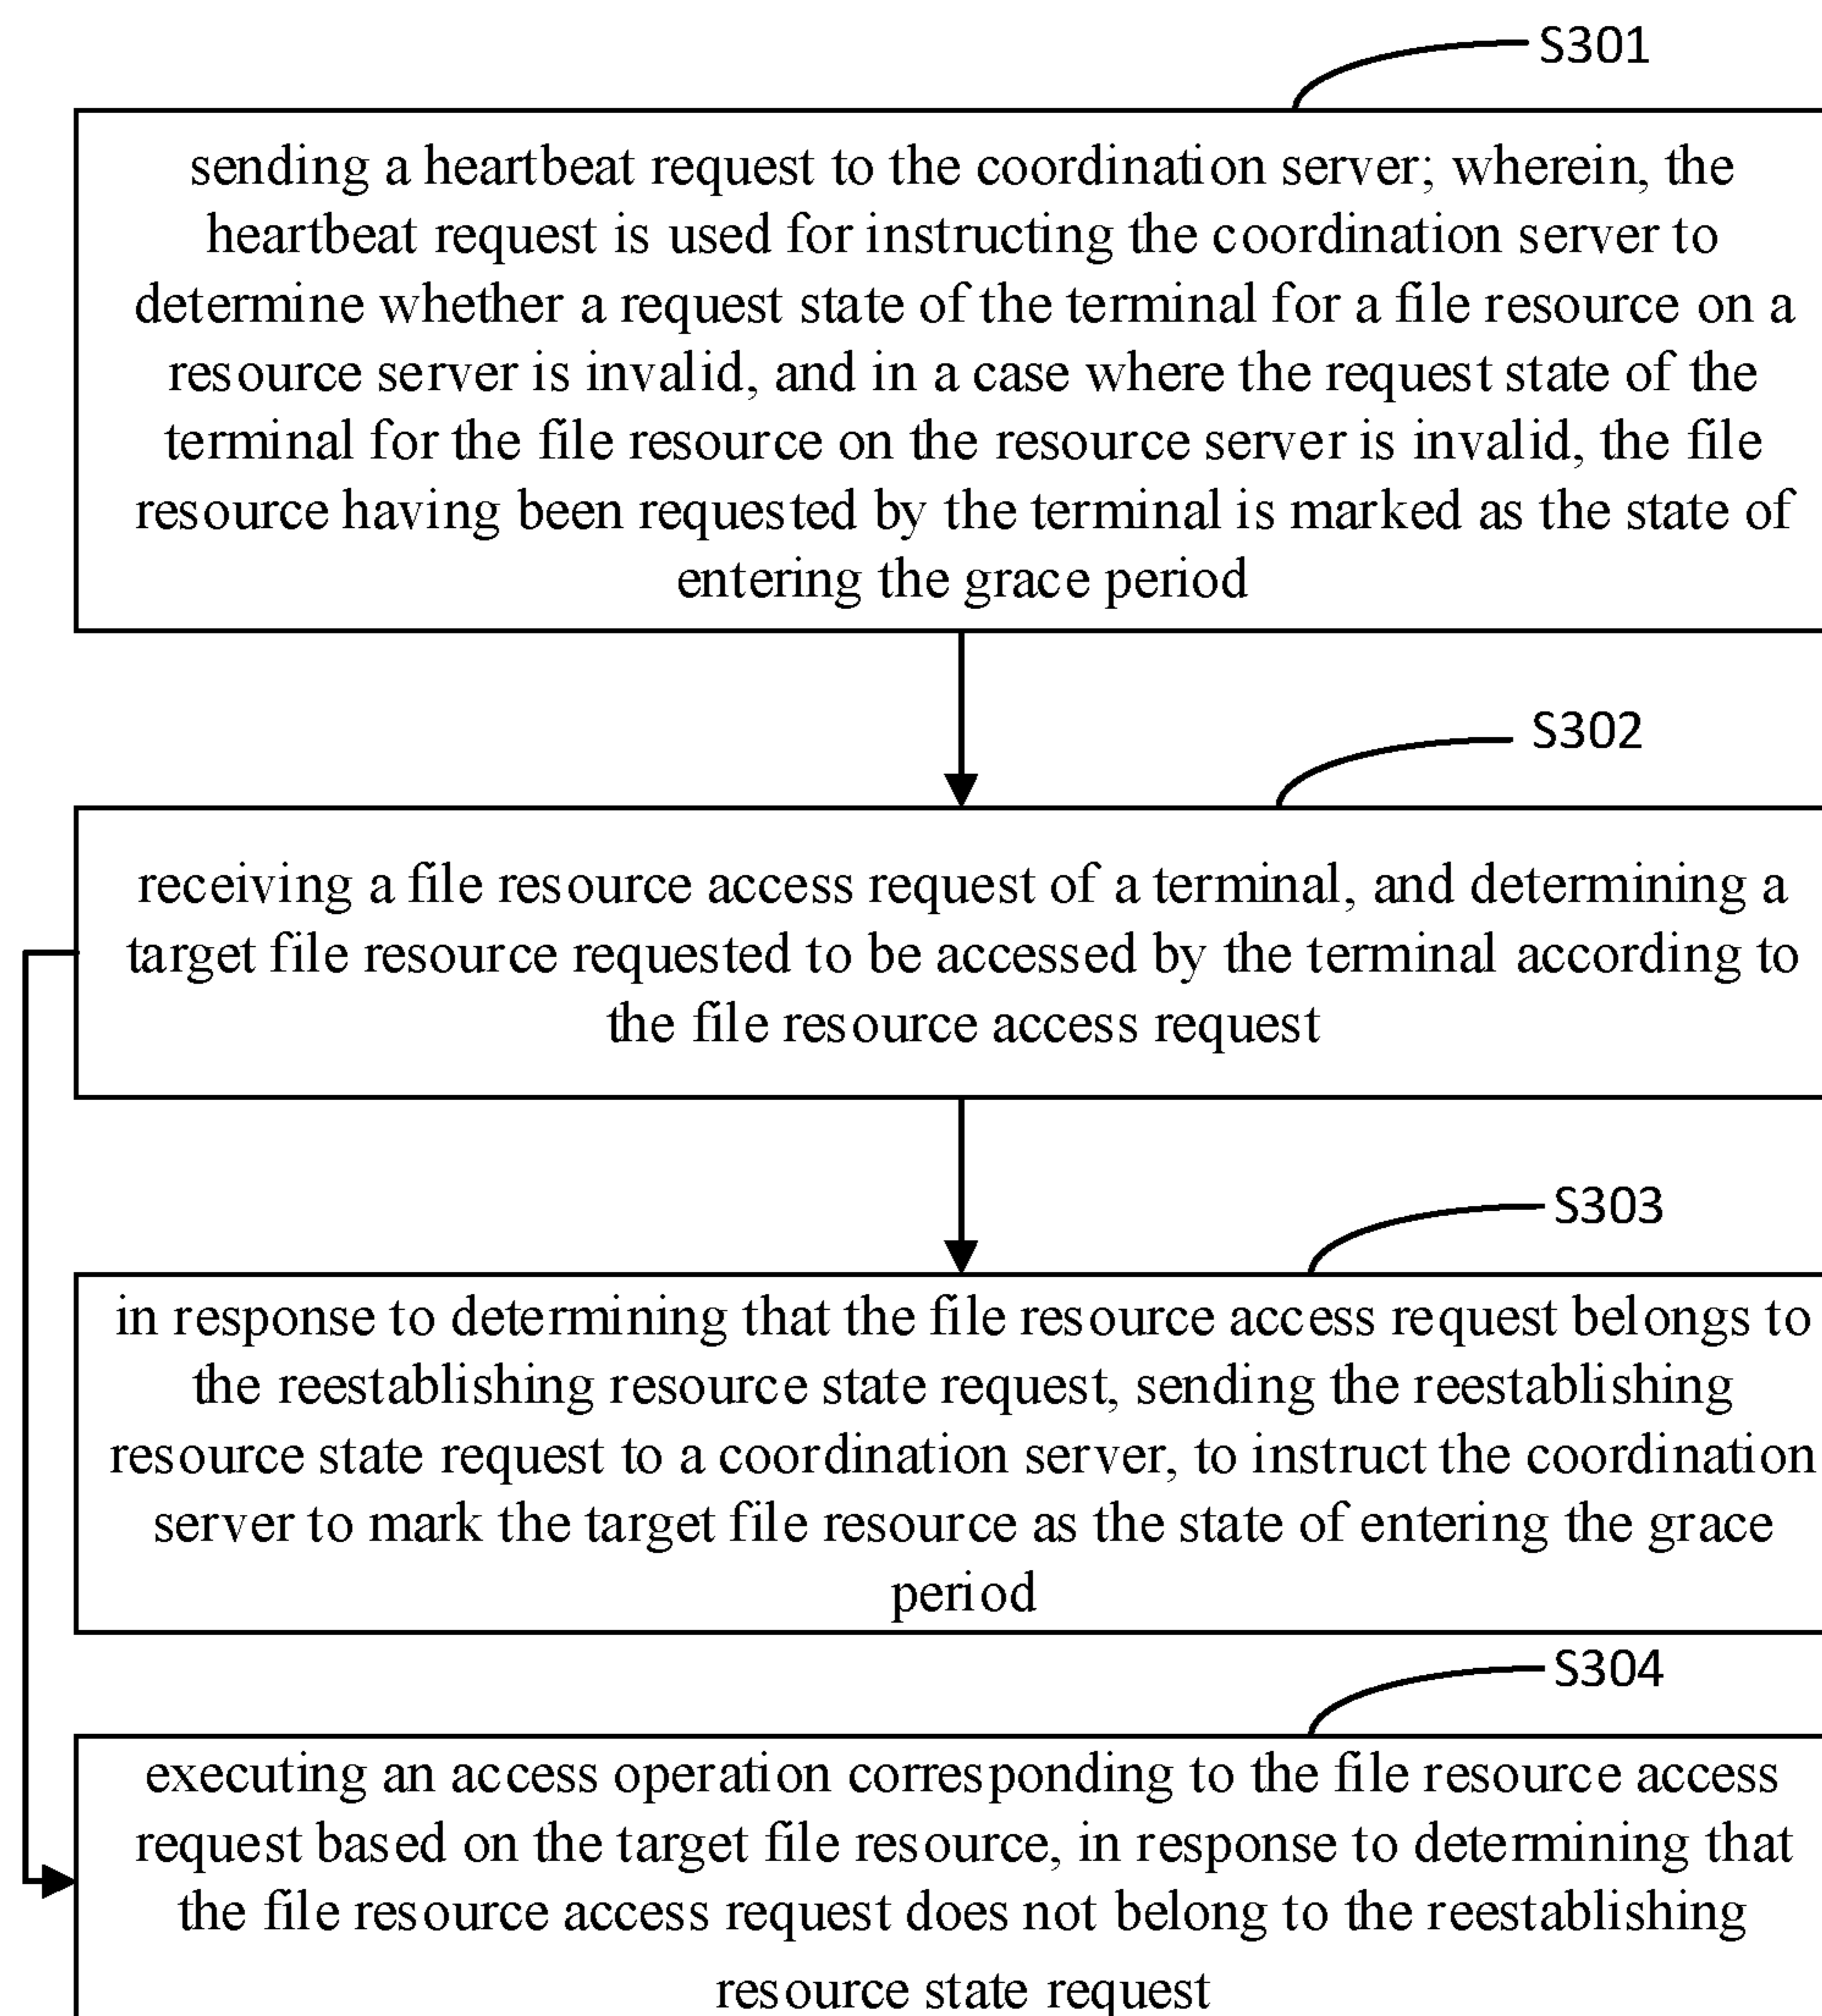 S301
sending a heartbeat request to the coordination server; wherein, the
heartbeat request is used for instructing the coordination server to
determine whether a request state of the terminal for a file resource on a
resource server is invalid, and in a case where the request state of the
terminal for the file resource on the resource server is invalid, the file
resource having been requested by the terminal is marked as the state of
entering the grace period
S302
receiving a file resource access request of a terminal, and determining a
target file resource requested to be accessed by the terminal according to
the file resource access request
S303
in response to determining that the file resource access request belongs to
the reestablishing resource state request, sending the reestablishing
resource state request to a coordination server, to instruct the coordination
server to mark the target file resource as the state of entering the grace
period
S304
executing an access operation corresponding to the file resource access
request based on the target file resource, in response to determining that
the file resource access request does not belong to the reestablishing
resource state request